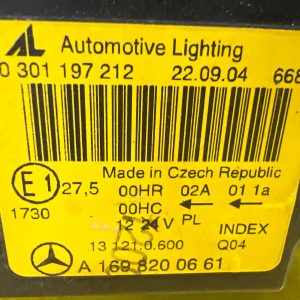 AL Automotive Lighting
0 301 197 212 22.09.04 668
Made in Czech Republic
E1 27,5 00HR 02A 01 1a
1730 00HC ← ←
12 24V PL INDEX
13.121.0.600 Q04
A 169 820 06 61